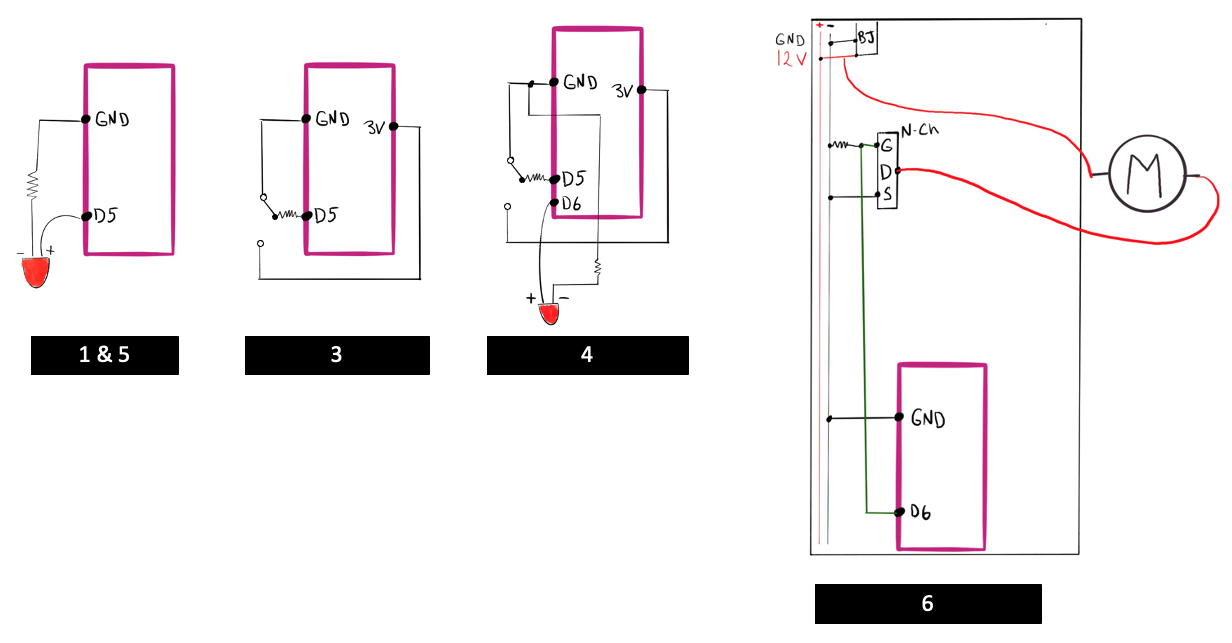 GND
D5
- +
1 & 5
GND
3V
D5
3
GND
3V
D5
D6
+ -
4
+ -
GND
BJ
12V
N-Ch
G
D
S
M
GND
D6
6